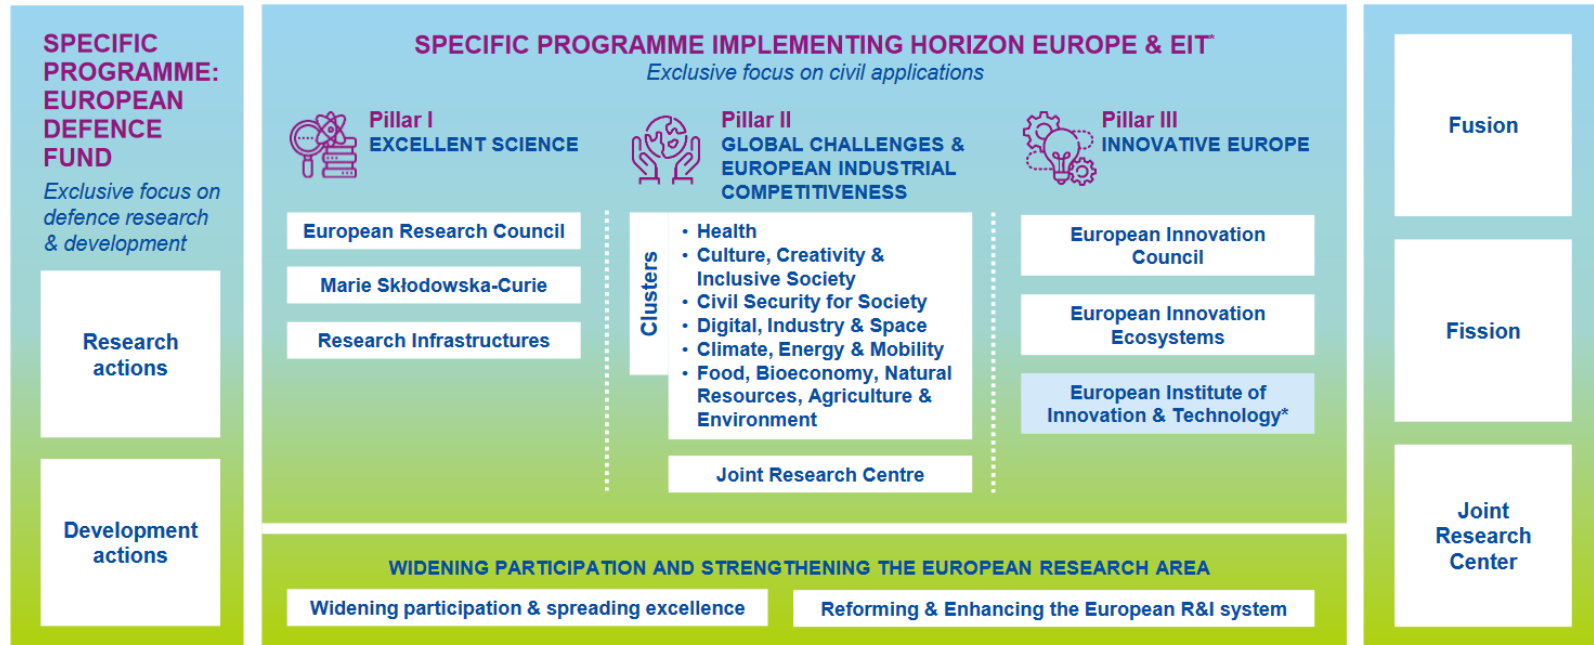 SPECIFIC
PROGRAMME:
EUROPEAN
DEFENCE
FUND
Exclusive focus on
defence research
& development
Research
actions
Development
actions
SPECIFIC PROGRAMME IMPLEMENTING HORIZON EUROPE & EIT*
Exclusive focus on civil applications
Pillar I
EXCELLENT SCIENCE
European Research Council
Marie Skłodowska-Curie
Research Infrastructures
Pillar II
GLOBAL CHALLENGES &
EUROPEAN INDUSTRIAL
COMPETITIVENESS
Clusters
• Health
• Culture, Creativity &
Inclusive Society
• Civil Security for Society
• Digital, Industry & Space
• Climate, Energy & Mobility
• Food, Bioeconomy, Natural
Resources, Agriculture &
Environment
Joint Research Centre
Pillar III
INNOVATIVE EUROPE
European Innovation
Council
European Innovation
Ecosystems
European Institute of
Innovation & Technology*
WIDENING PARTICIPATION AND STRENGTHENING THE EUROPEAN RESEARCH AREA
Widening participation & spreading excellence
Reforming & Enhancing the European R&I system
Fusion
Fission
Joint
Research
Center